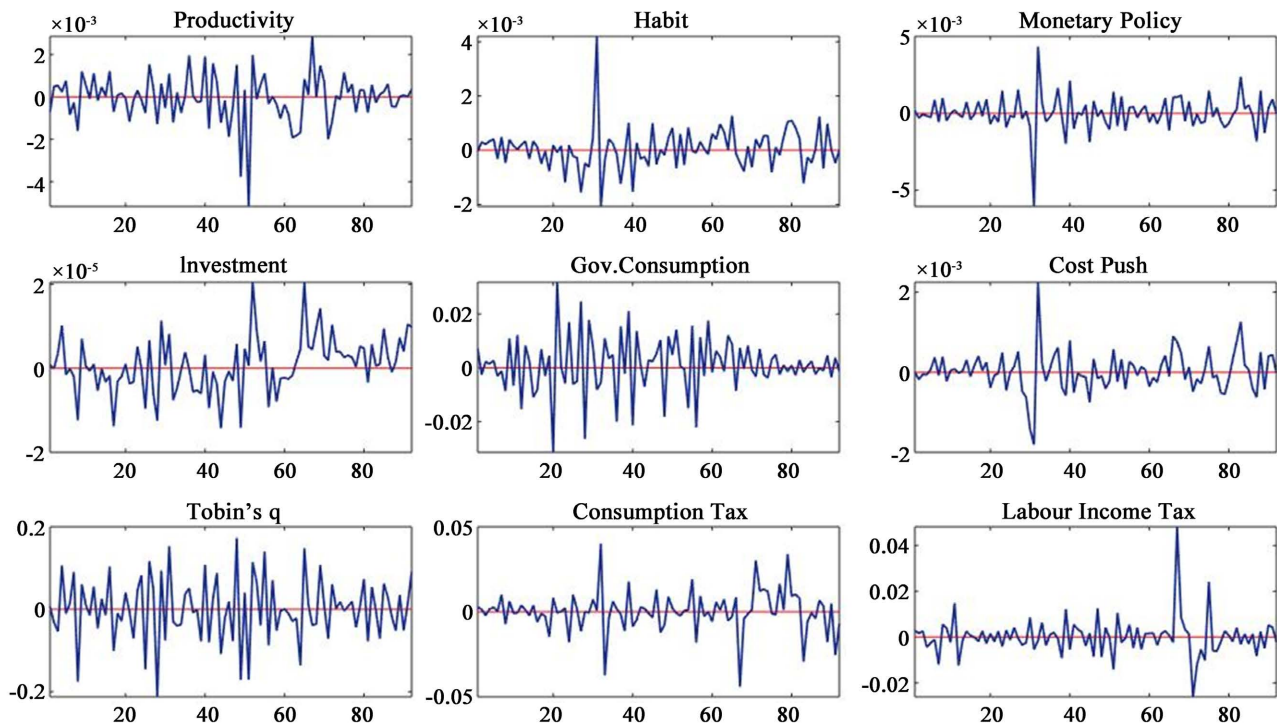 Productivity
×10-3
2
0
-2
-4
20 40 60 80
Habit
×10-3
4
2
0
-2
20 40 60 80
Monetary Policy
×10-3
5
0
-5
20 40 60 80
Investment
×10-5
2
0
-2
20 40 60 80
Gov.Consumption
0.02
0
-0.02
20 40 60 80
Cost Push
×10-3
2
0
-2
20 40 60 80
Tobin's q
0.2
0
-0.2
20 40 60 80
Consumption Tax
0.05
0
-0.05
20 40 60 80
Labour Income Tax
0.04
0.02
0
-0.02
20 40 60 80